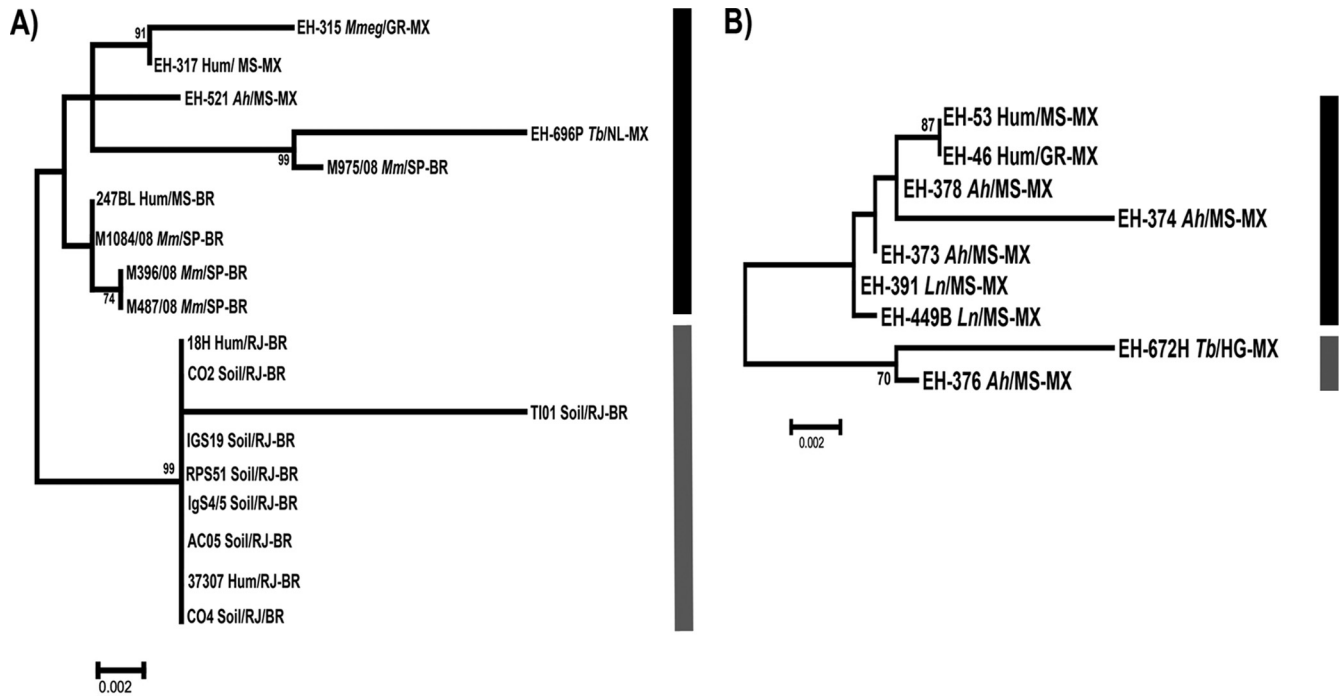 A)
91
EH-315 Mmeg/GR-MX
EH-317 Hum/ MS-MX
EH-521 Ah/MS-MX
EH-696P Tb/NL-MX
99
M975/08 Mm/SP-BR
247BL Hum/MS-BR
M1084/08 Mm/SP-BR
M396/08 Mm/SP-BR
74
M487/08 Mm/SP-BR
18H Hum/RJ-BR
CO2 Soil/RJ-BR
TI01 Soil/RJ-BR
IGS19 Soil/RJ-BR
99
RPS51 Soil/RJ-BR
IgS4/5 Soil/RJ-BR
AC05 Soil/RJ-BR
37307 Hum/RJ-BR
CO4 Soil/RJ/BR
0.002
B)
EH-53 Hum/MS-MX
87
EH-46 Hum/GR-MX
EH-378 Ah/MS-MX
EH-374 Ah/MS-MX
EH-373 Ah/MS-MX
EH-391 Ln/MS-MX
EH-449B Ln/MS-MX
EH-672H Tb/HG-MX
70
EH-376 Ah/MS-MX
0.002